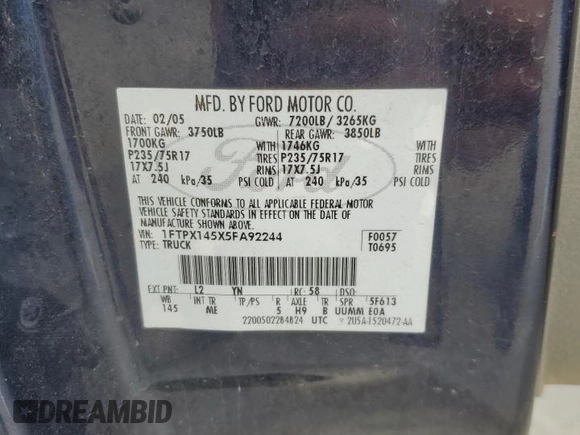 MFD. BY FORD MOTOR CO.
DATE: 02/05 GVWR: 7200LB/ 3265KG
FRONT GAWR: 3750LB REAR GAWR: 3850LB
1700KG WITH 1746KG WITH
P235/75R17 TIRES P235/75R17 TIRES
17X7.5J RIMS 17X7.5J RIMS
AT 240 kPa/35 PSI COLD AT 240 kPa/35 PSI COLD
Ford
THIS VEHICLE CONFORMS TO ALL APPLICABLE FEDERAL MOTOR
VEHICLE SAFETY STANDARDS IN EFFECT ON THE DATE OF
MANUFACTURE SHOWN ABOVE.
VIN: 1FTPX145X5FA92244 F0057
TYPE: TRUCK T0695
EXT PNT: L2 YN RC: 58 DSO:
WB INT TR TP/PS R AXLE TR SPR 5F613
145 ME 5 H9 B UUMM E0A
2200502284824 UTC 2U5A-1520472-AA
DREAMBID